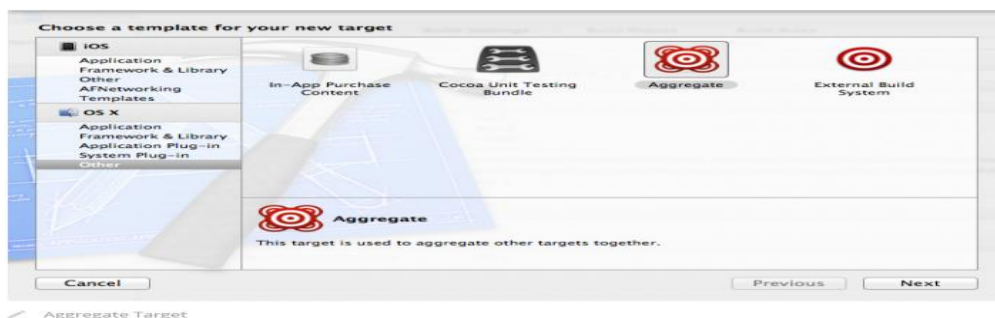 Choose a template for your new target
iOS
Application
Framework & Library
Other
AFNetworking
Templates
OS X
Application
Framework & Library
Application Plug-in
System Plug-in
Other
In-App Purchase
Content
Cocoa Unit Testing
Bundle
Aggregate
External Build
System
Aggregate
This target is used to aggregate other targets together.
Cancel
Previous
Next
Aggregate Target